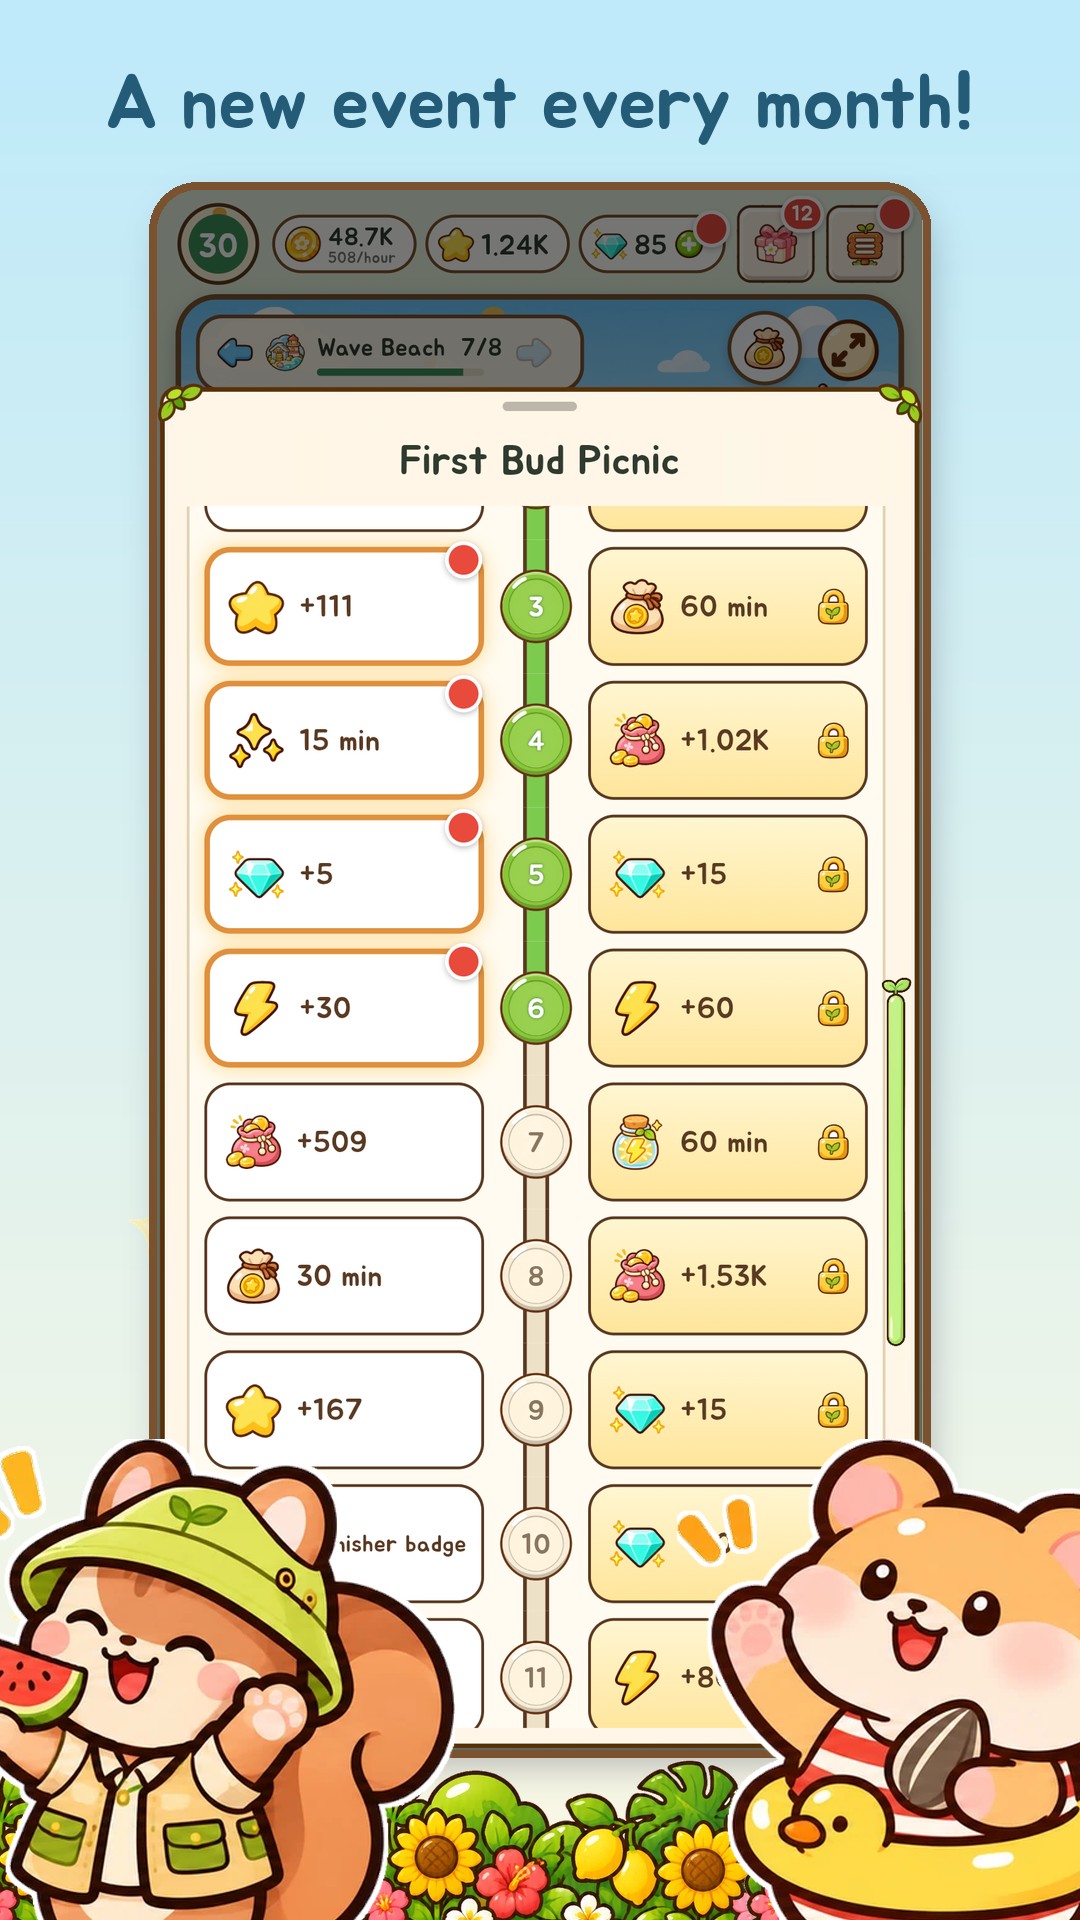 A new event every month!
30
48.7K
508/hour
1.24K
85
12
Wave Beach 7/8
First Bud Picnic
+111
3
60 min
15 min
4
+1.02K
+5
5
+15
+30
6
+60
+509
7
60 min
30 min
8
+1.53K
+167
9
+15
badge
10
11